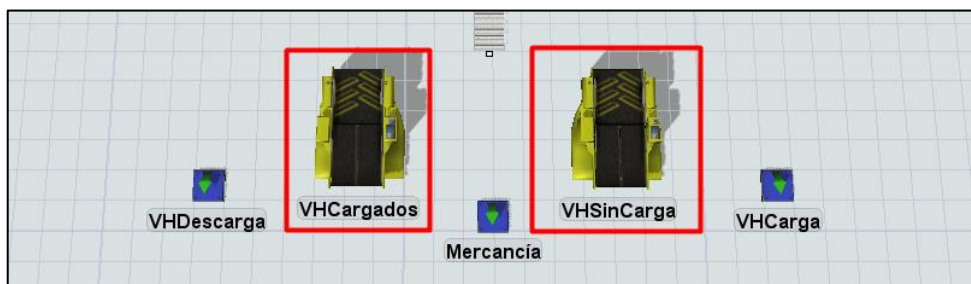 VHDescarga
VHCargados
Mercancía
VHSinCarga
VHCarga